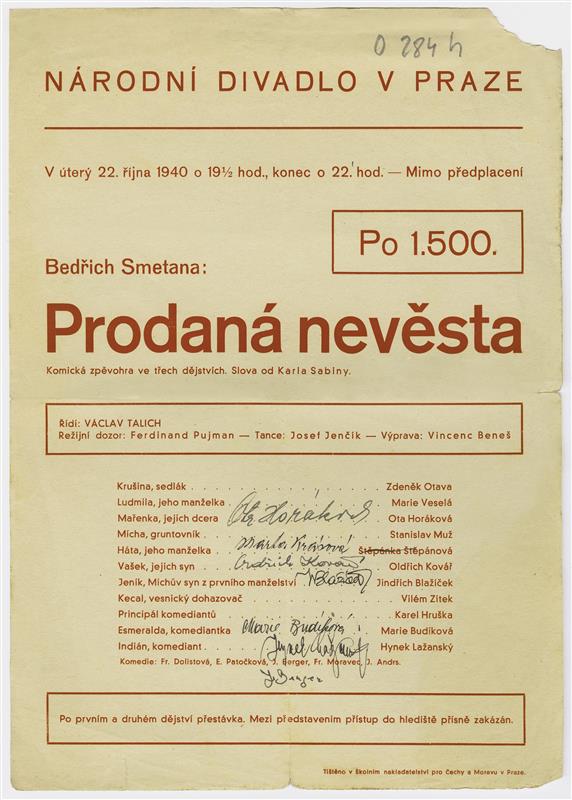 O 284 h
NÁRODNÍ DIVADLO V PRAZE
V úterý 22. října 1940 o 19½ hod., konec o 22. hod. — Mimo předplacení
Po 1.500.
Bedřich Smetana:
Prodaná nevěsta
Komická zpěvohra ve třech dějstvích. Slova od Karla Sabiny.
Řídí: VÁCLAV TALICH
Režijní dozor: Ferdinand Pujman — Tance: Josef Jenčík — Výprava: Vincenc Beneš
Krušina, sedlák . . . . . . . . . . . . . . . Zdeněk Otava
Ludmila, jeho manželka Marie Veselá
Mařenka, jejich dcera Ota Horáková Ota Horáková
Mícha, gruntovník . . . . . . . . . . . . . . . Stanislav Muž
Háta, jeho manželka Marta Krásová Štěpánka Štěpánová
Vašek, jejich syn Oldřich Kovář Oldřich Kovář
Jeník, Míchův syn z prvního manželství Blažíček Jindřich Blažíček
Kecal, vesnický dohazovač . . . . . . . . . . . . Vilém Zítek
Principál komediantů . . . . . . . . . . . . Karel Hruška
Esmeralda, komediantka Marie Budíková Marie Budíková
Indián, komediant . . . Hynek Lažanský Hynek Lažanský
Komedie: Fr. Dolistová, E. Patočková, J. Berger, Fr. Moravec, J. Andrs.
J. Berger
Po prvním a druhém dějství přestávka. Mezi představením přístup do hlediště přísně zakázán.
Tištěno v Školním nakladatelství pro Čechy a Moravu v Praze.